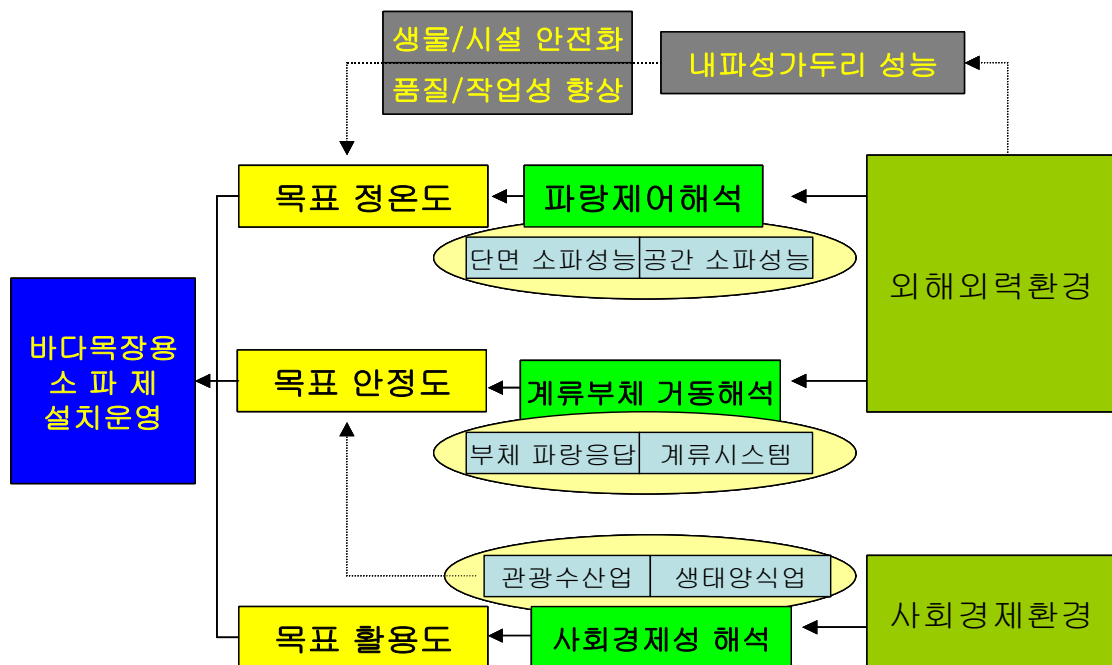 생물/시설 안전화
품질/작업성 향상
내파성가두리 성능
목표 정온도
파랑제어해석
단면 소파성능
공간 소파성능
외해외력환경
바다목장용
소 파 제
설치운영
목표 안정도
계류부체 거동해석
부체 파랑응답
계류시스템
관광수산업
생태양식업
목표 활용도
사회경제성 해석
사회경제환경